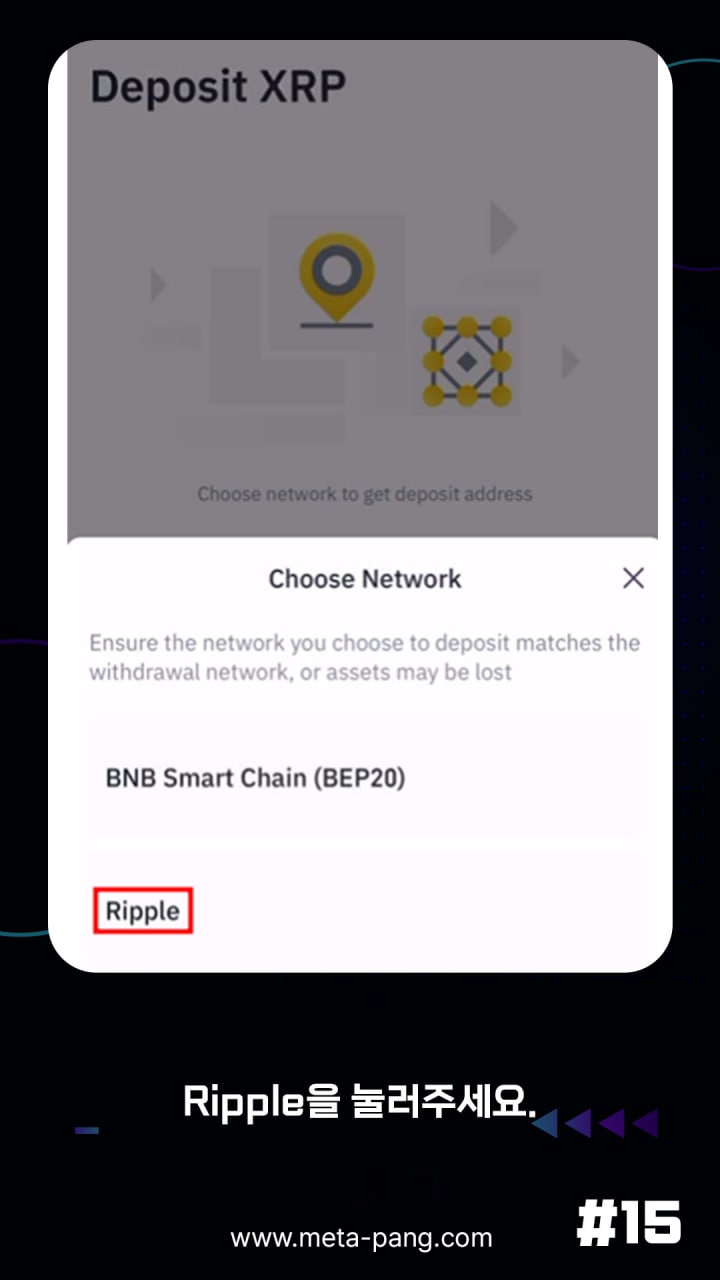 Deposit XRP
Choose network to get deposit address
Choose Network
Ensure the network you choose to deposit matches the
withdrawal network, or assets may be lost
BNB Smart Chain (BEP20)
Ripple
Ripple을 눌러주세요.
#15
www.meta-pang.com